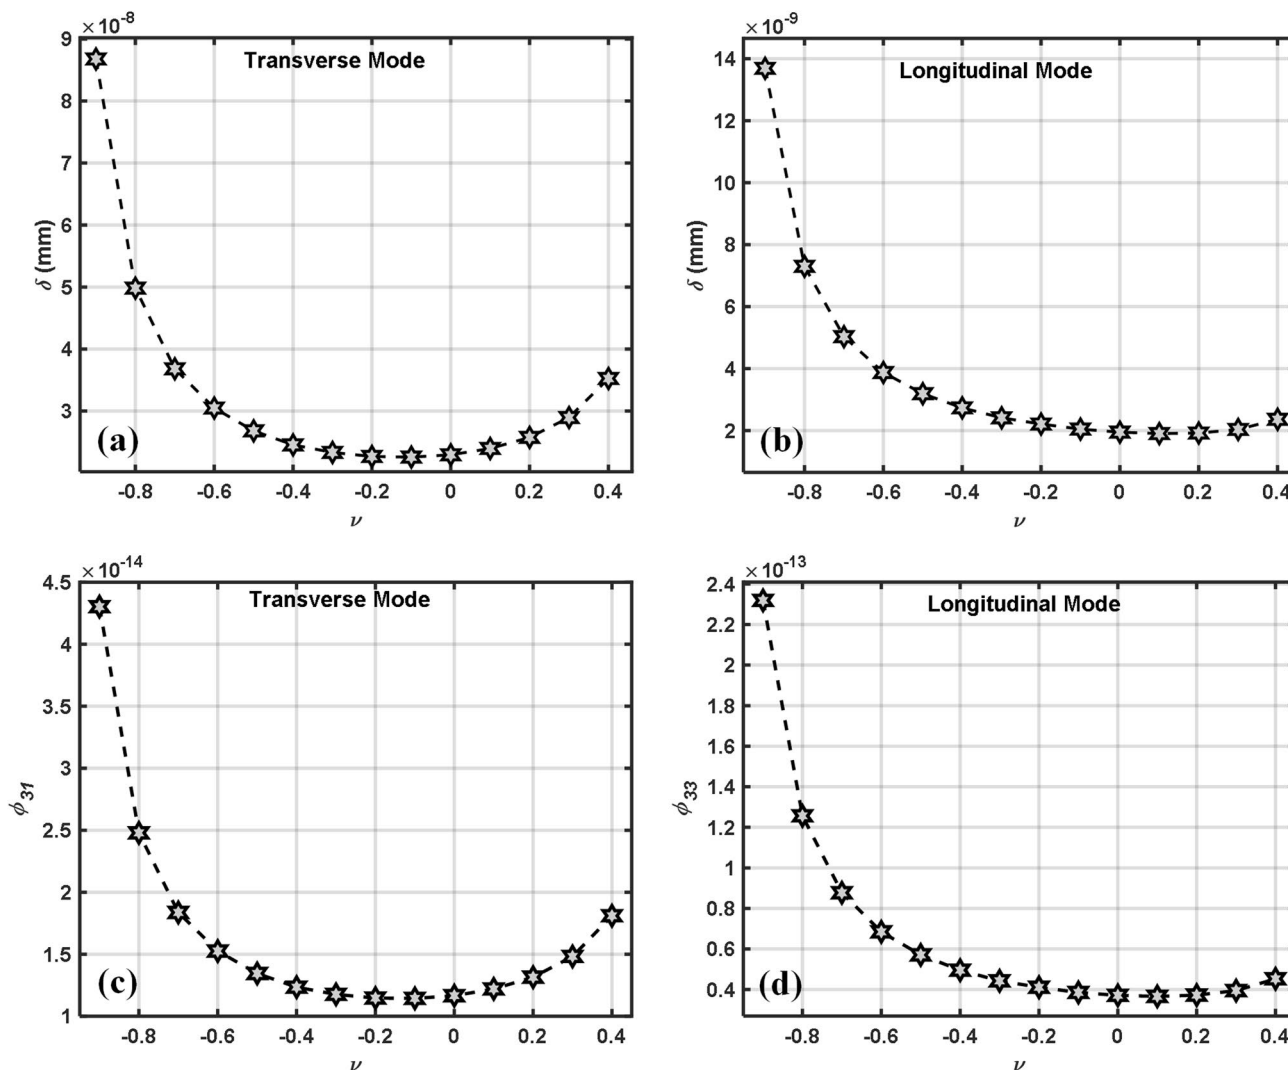 ×10⁻⁸
Transverse Mode
9
8
7
6
5
4
3
δ (mm)
(a)
-0.8 -0.6 -0.4 -0.2 0 0.2 0.4
ν
×10⁻⁹
Longitudinal Mode
14
12
10
8
6
4
2
δ (mm)
(b)
-0.8 -0.6 -0.4 -0.2 0 0.2 0.4
ν
×10⁻¹⁴
Transverse Mode
4.5
4
3.5
3
2.5
2
1.5
1
ϕ₃₁
(c)
-0.8 -0.6 -0.4 -0.2 0 0.2 0.4
ν
×10⁻¹³
Longitudinal Mode
2.4
2.2
2
1.8
1.6
1.4
1.2
1
0.8
0.6
0.4
ϕ₃₃
(d)
-0.8 -0.6 -0.4 -0.2 0 0.2 0.4
ν